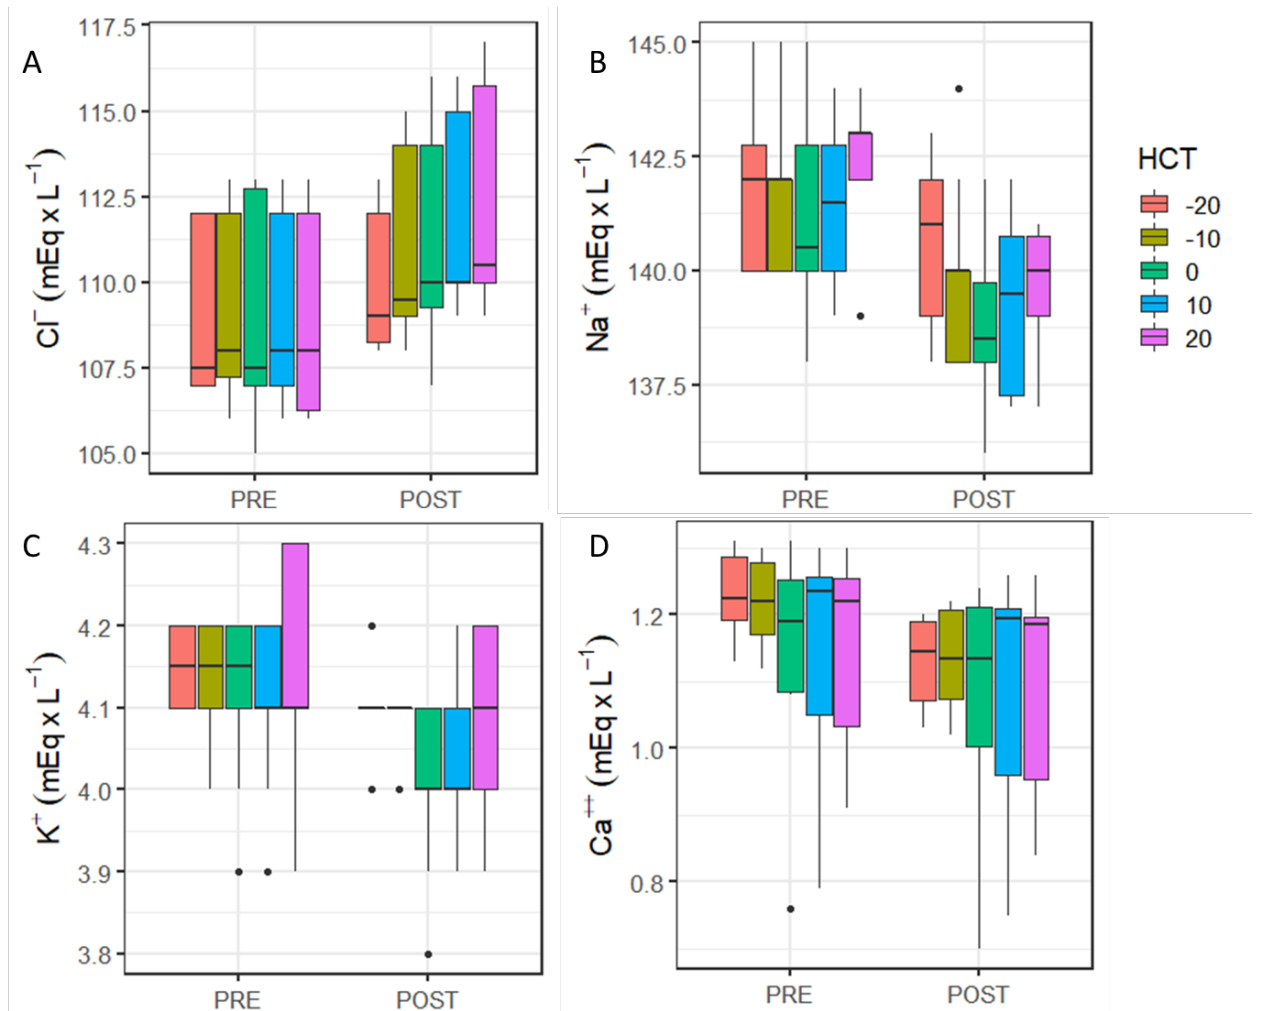 A
Cl⁻ (mEq x L⁻¹)
117.5
115.0
112.5
110.0
107.5
105.0
PRE POST
B
Na⁺ (mEq x L⁻¹)
145.0
142.5
140.0
137.5
PRE POST
HCT
-20
-10
0
10
20
C
K⁺ (mEq x L⁻¹)
4.3
4.2
4.1
4.0
3.9
3.8
PRE POST
D
Ca⁺⁺ (mEq x L⁻¹)
1.2
1.0
0.8
PRE POST